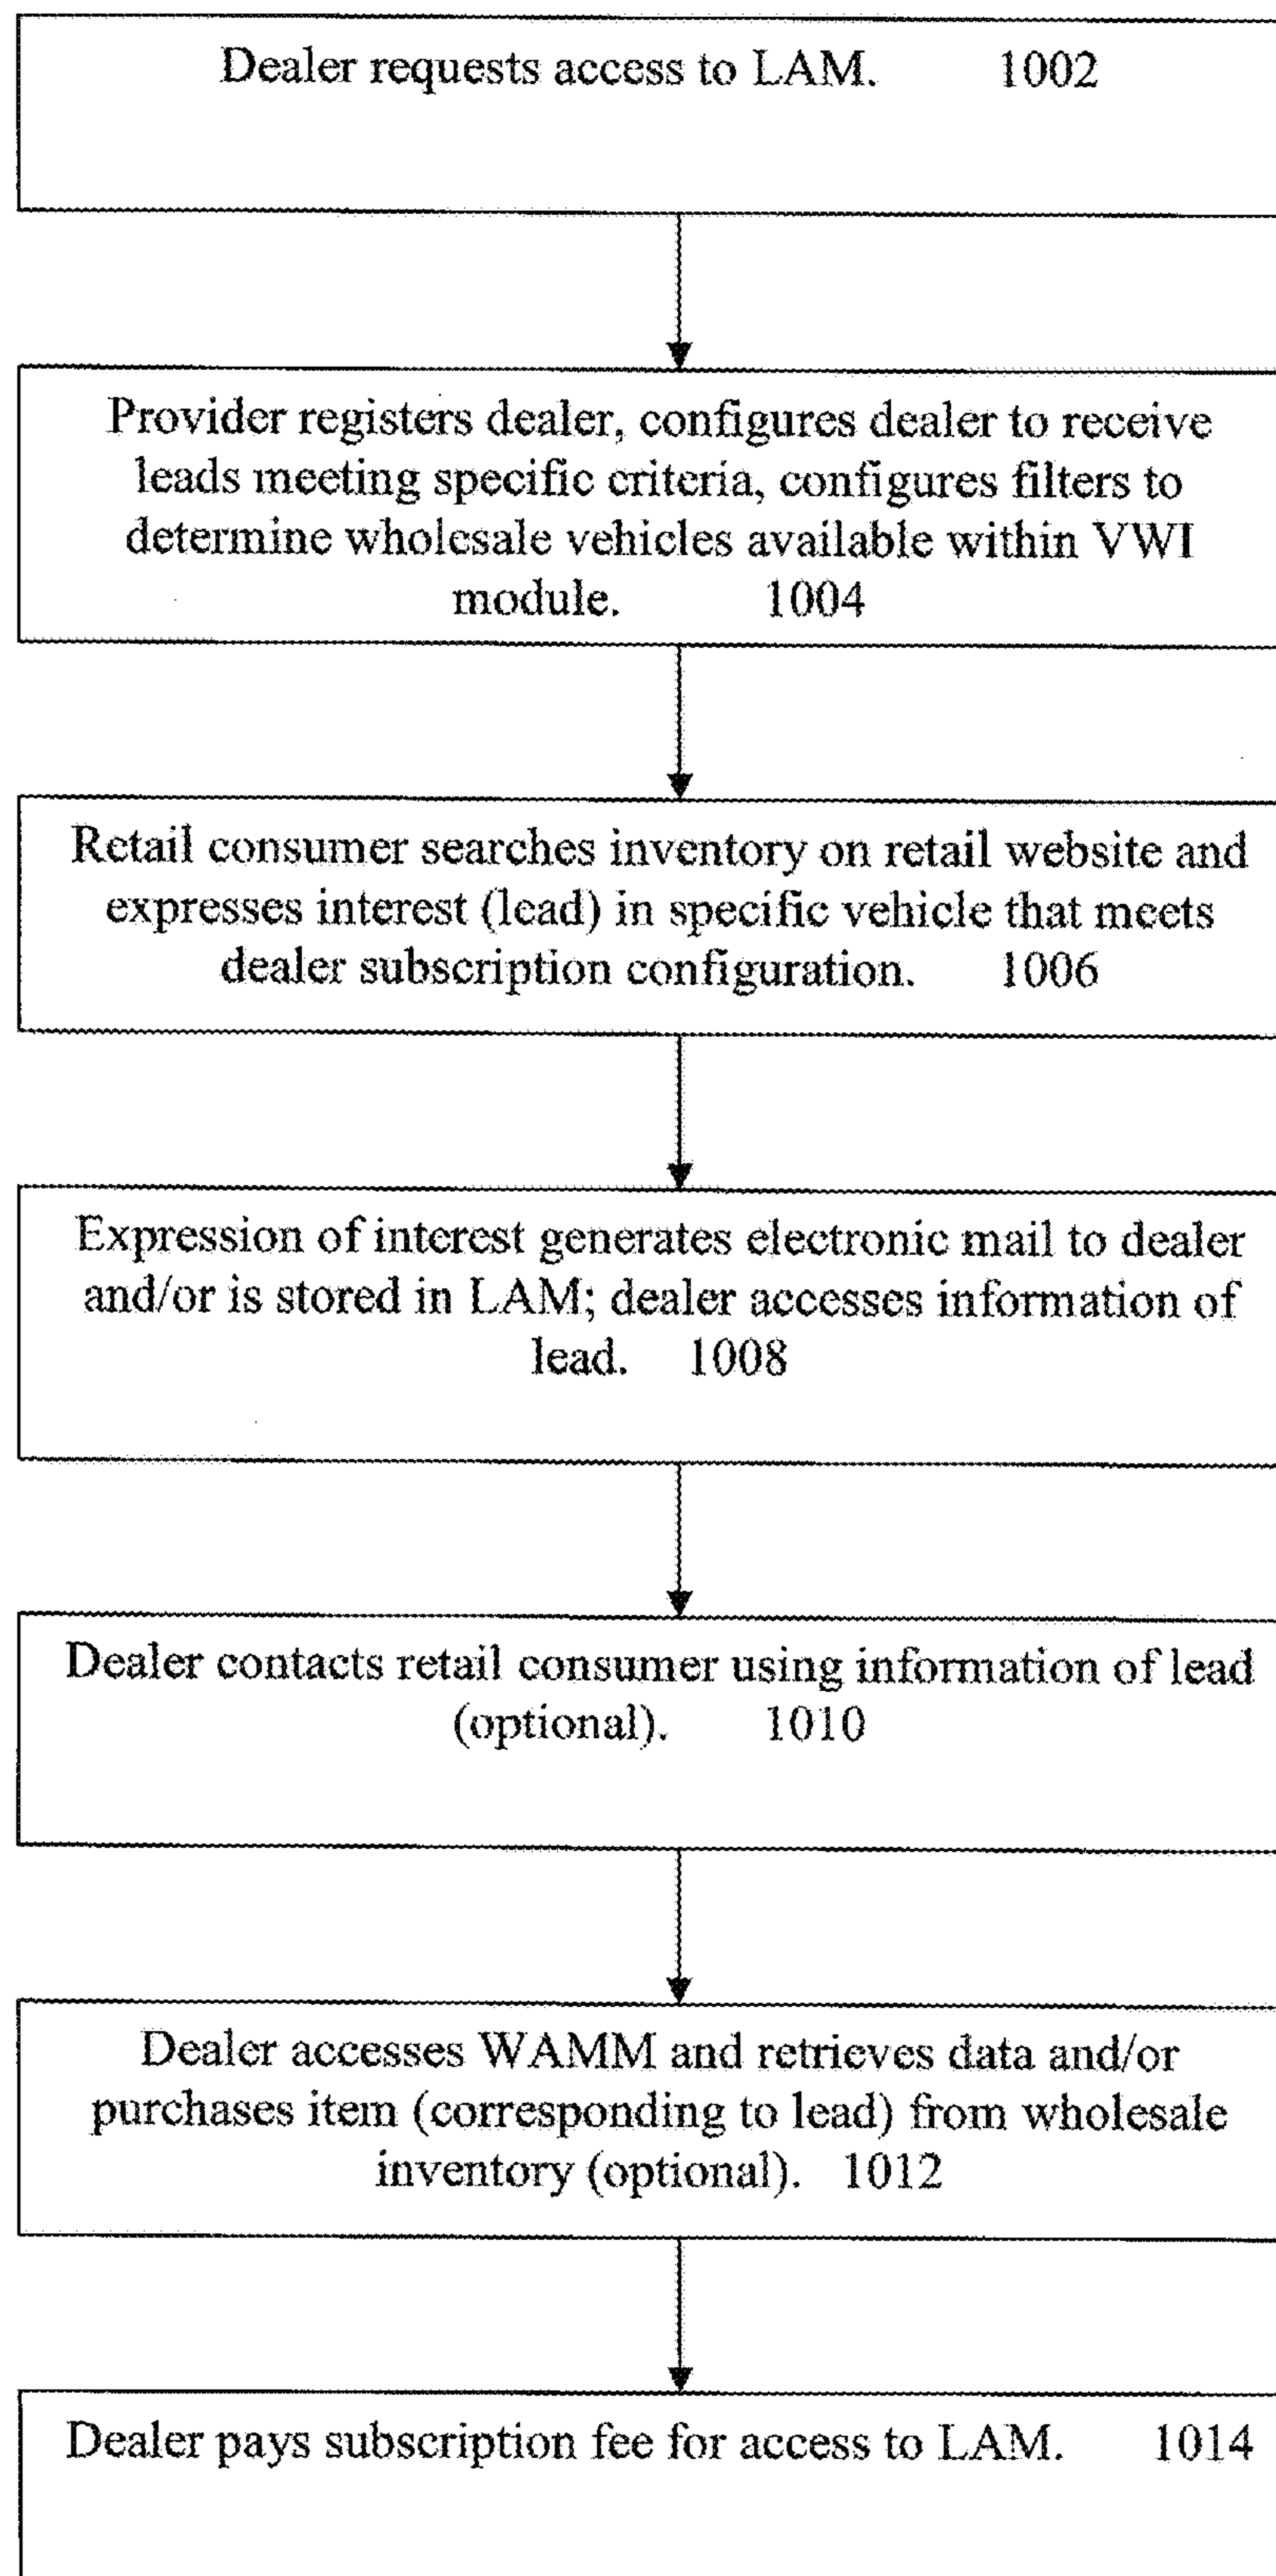 Dealer requests access to LAM. 1002
Provider registers dealer, configures dealer to receive
leads meeting specific criteria, configures filters to
determine wholesale vehicles available within VWI
module. 1004
Retail consumer searches inventory on retail website and
expresses interest (lead) in specific vehicle that meets
dealer subscription configuration. 1006
Expression of interest generates electronic mail to dealer
and/or is stored in LAM; dealer accesses information of
lead. 1008
Dealer contacts retail consumer using information of lead
(optional). 1010
Dealer accesses WAMM and retrieves data and/or
purchases item (corresponding to lead) from wholesale
inventory (optional). 1012
Dealer pays subscription fee for access to LAM. 1014